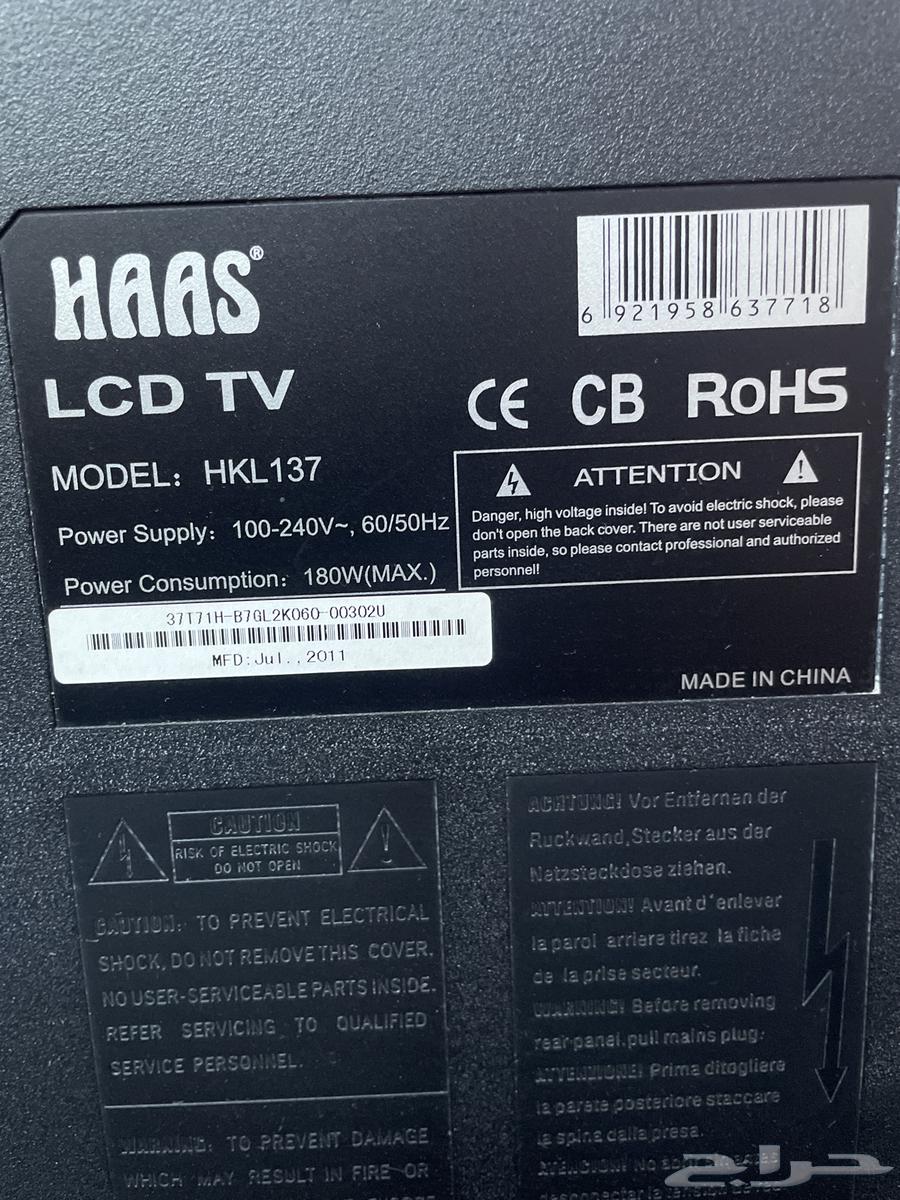 HAAS®
LCD TV
MODEL: HKL137
Power Supply: 100-240V~, 60/50Hz
Power Consumption: 180W(MAX.)
37T71H-B7GL2K060-00302U
MFD:Jul.,2011
6 921958 637718
CE CB RoHS
ATTENTION
Danger, high voltage inside! To avoid electric shock, please
don't open the back cover. There are not user serviceable
parts inside, so please contact professional and authorized
personnel!
MADE IN CHINA
CAUTION
RISK OF ELECTRIC SHOCK
DO NOT OPEN
CAUTION: TO PREVENT ELECTRICAL
SHOCK, DO NOT REMOVE THIS COVER.
NO USER-SERVICEABLE PARTS INSIDE.
REFER SERVICING TO QUALIFIED
SERVICE PERSONNEL.
WARNING: TO PREVENT DAMAGE
WHICH MAY RESULT IN FIRE OR
ACHTUNG! Vor Entfernen der
Ruckwand,Stecker aus der
Netzsteckdose ziehen.
ATTENTION! Avant d'enlever
la paroi arriere tirez la fiche
de la prise secteur.
WARNING! Before removing
rear panel, pull mains plug.
ATTENZIONE! Prima ditogliere
la parete posteriore staccare
la spina dalla presa.
ATENCION! No
desconnectar la
حراج